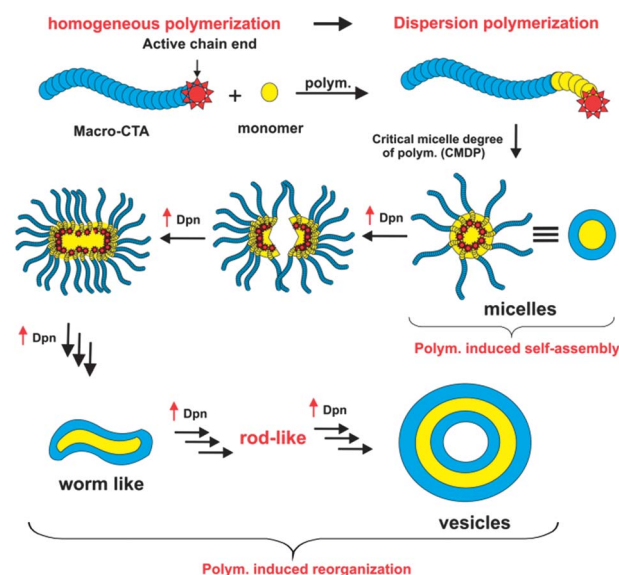 homogeneous polymerization
Dispersion polymerization
Active chain end
+
polym.
Macro-CTA
monomer
Critical micelle degree
of polym. (CMDP)
Dpn
Dpn
micelles
Polym. induced self-assembly
Dpn
Dpn
rod-like
Dpn
worm like
vesicles
Polym. induced reorganization